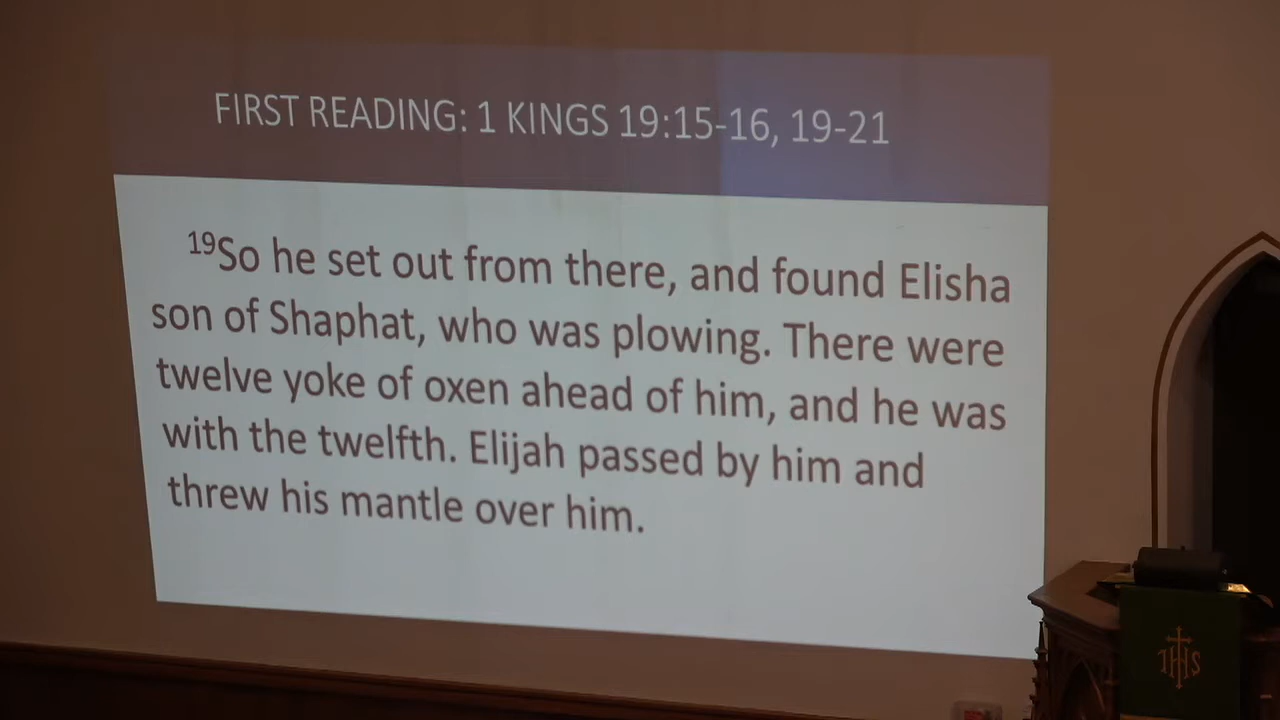 FIRST READING: 1 KINGS 19:15-16, 19-21
19So he set out from there, and found Elisha
son of Shaphat, who was plowing. There were
twelve yoke of oxen ahead of him, and he was
with the twelfth. Elijah passed by him and
threw his mantle over him.
IHS